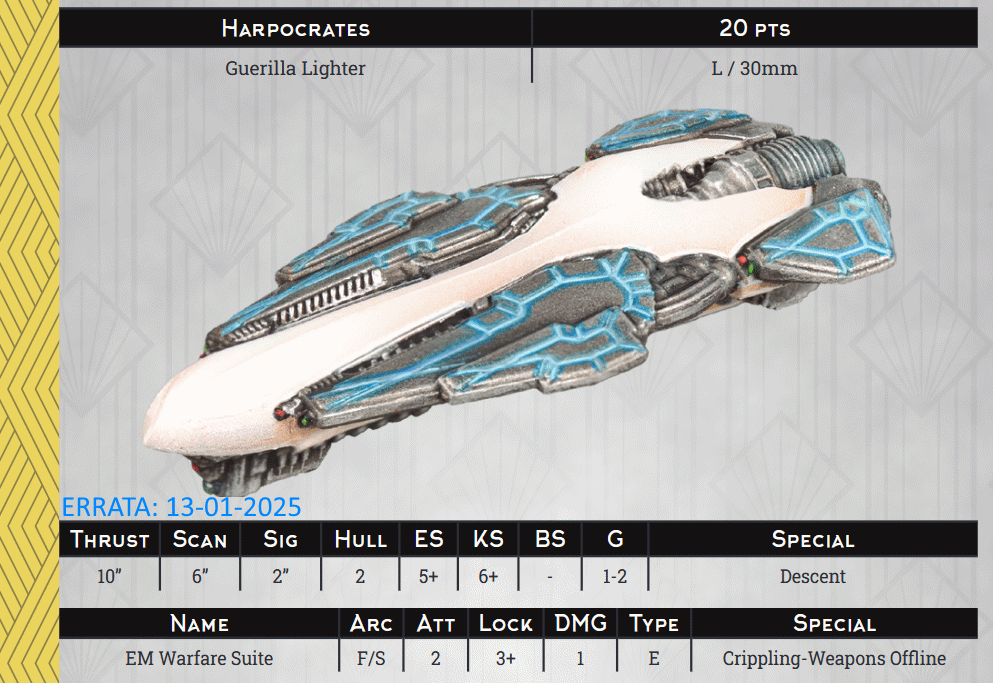 Harpocrates 20 pts
Guerilla Lighter L / 30mm
ERRATA: 13-01-2025
Thrust Scan Sig Hull ES KS BS G Special
10” 6” 2” 2 5+ 6+ - 1-2 Descent
Name Arc Att Lock DMG Type Special
EM Warfare Suite F/S 2 3+ 1 E Crippling-Weapons Offline